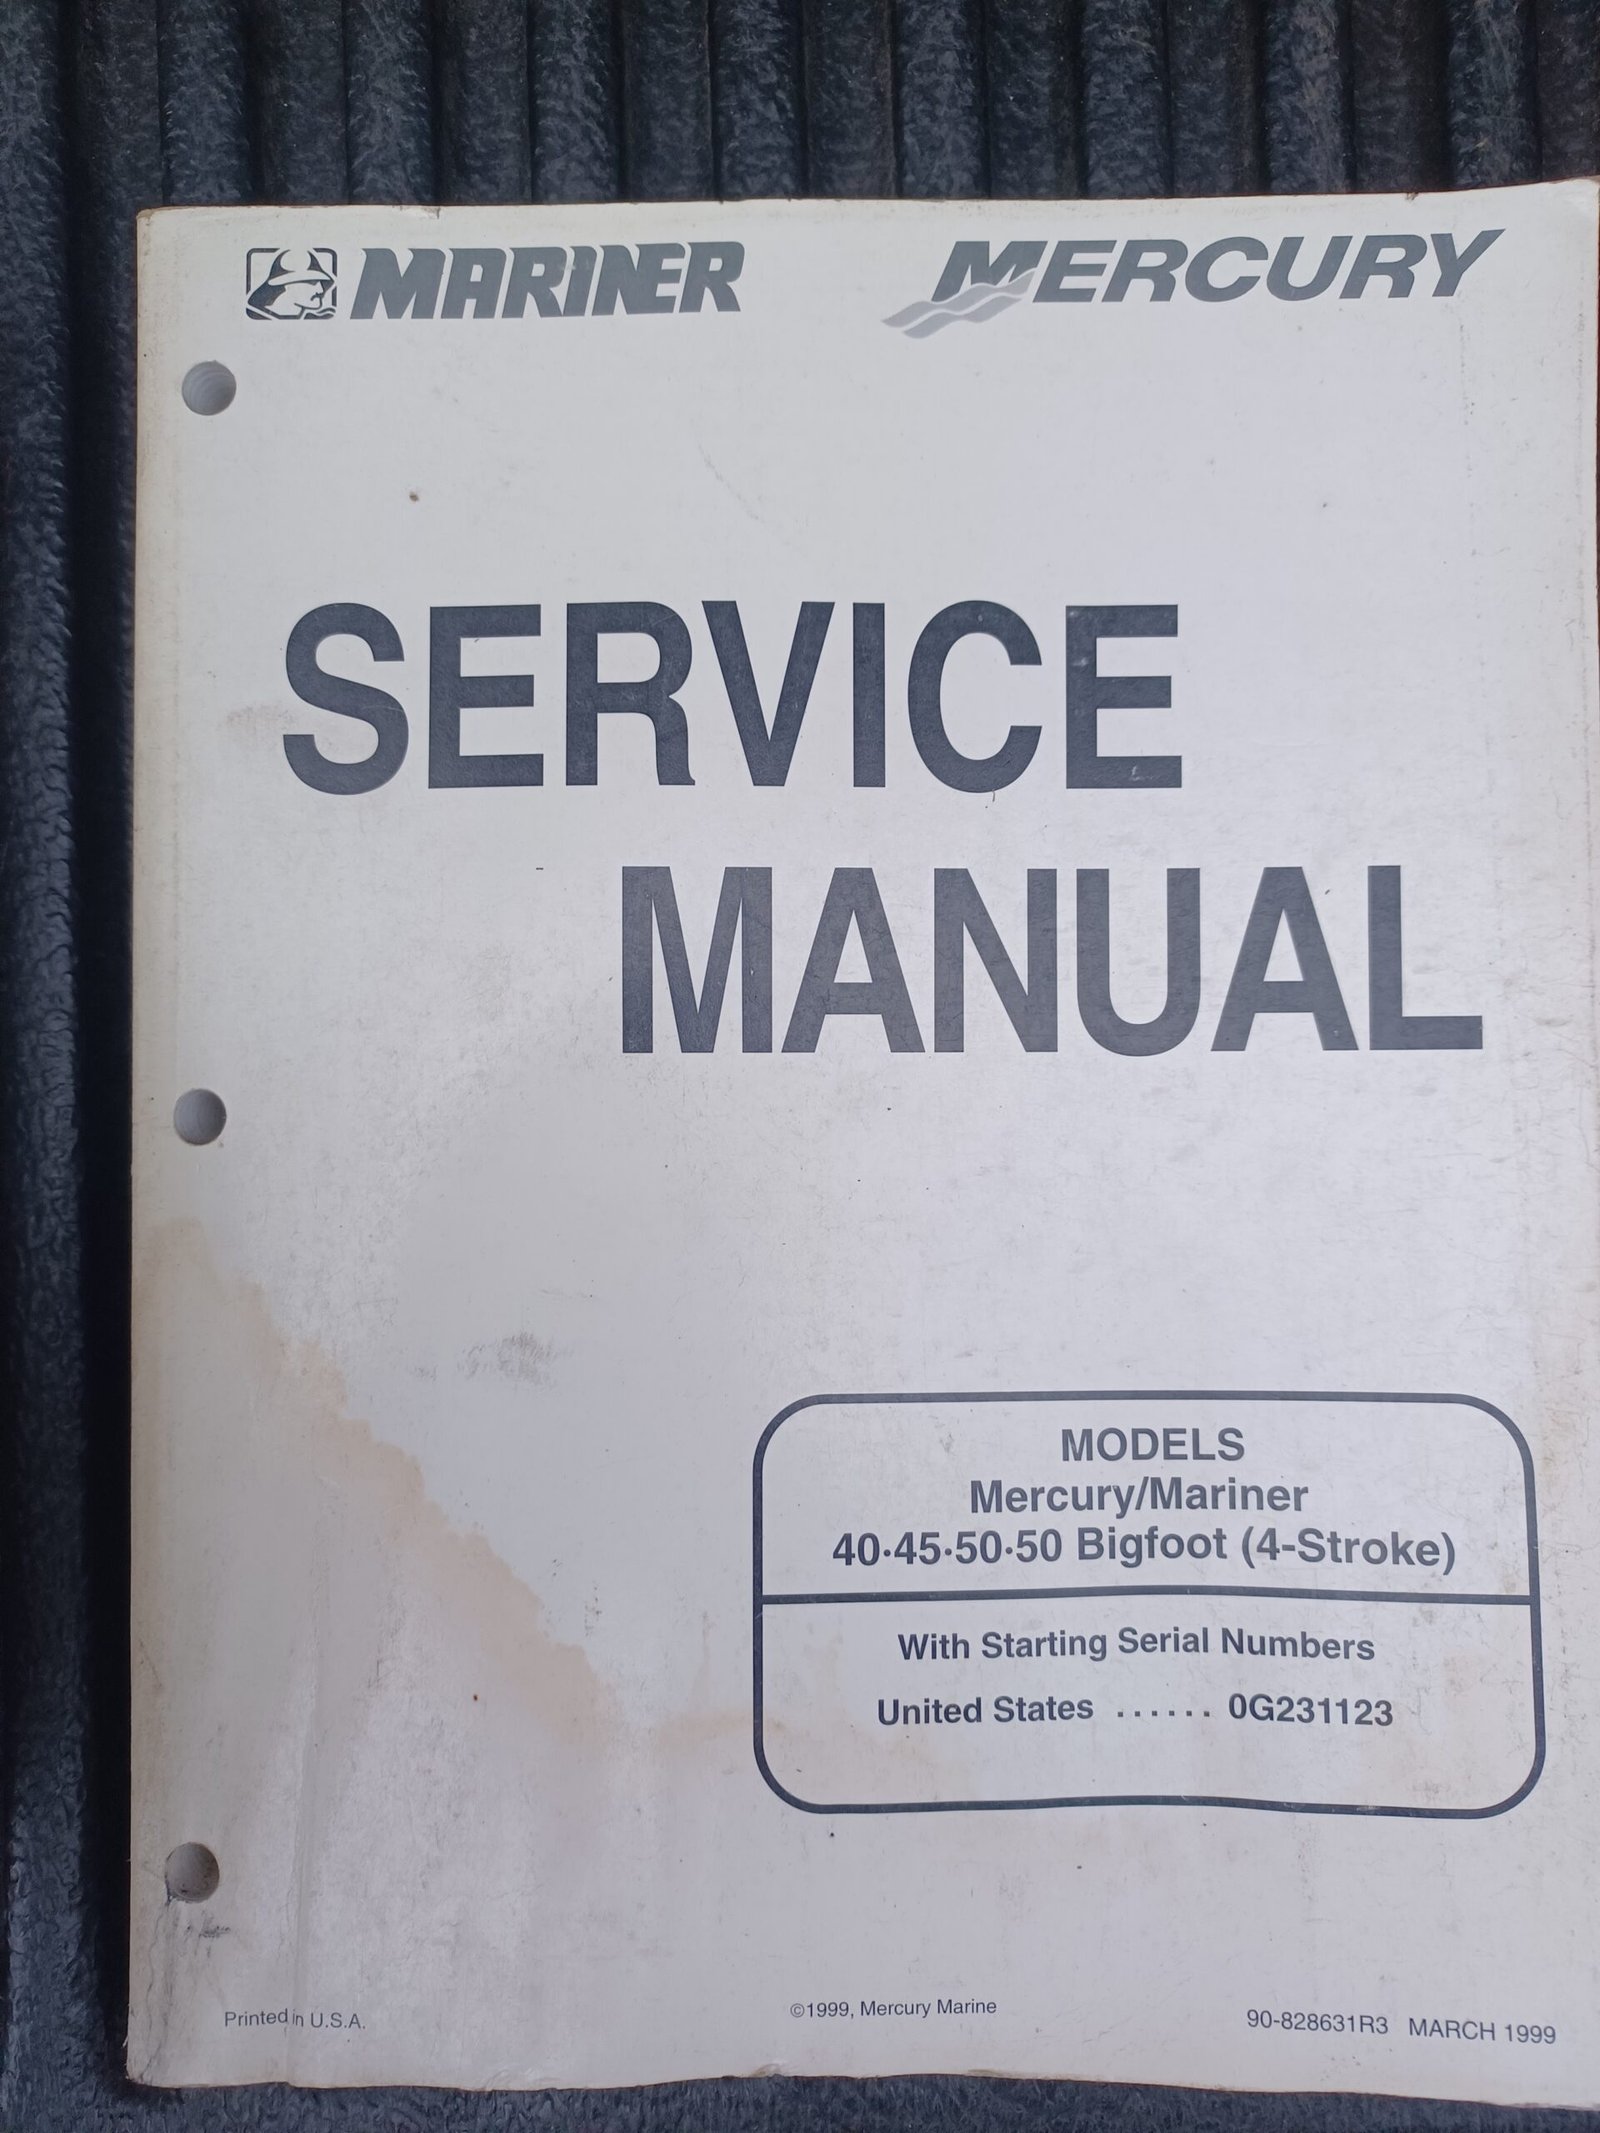 MARINER MERCURY
SERVICE
MANUAL
MODELS
Mercury/Mariner
40·45·50·50 Bigfoot (4-Stroke)
With Starting Serial Numbers
United States ...... 0G231123
Printed in U.S.A. ©1999, Mercury Marine 90-828631R3 MARCH 1999